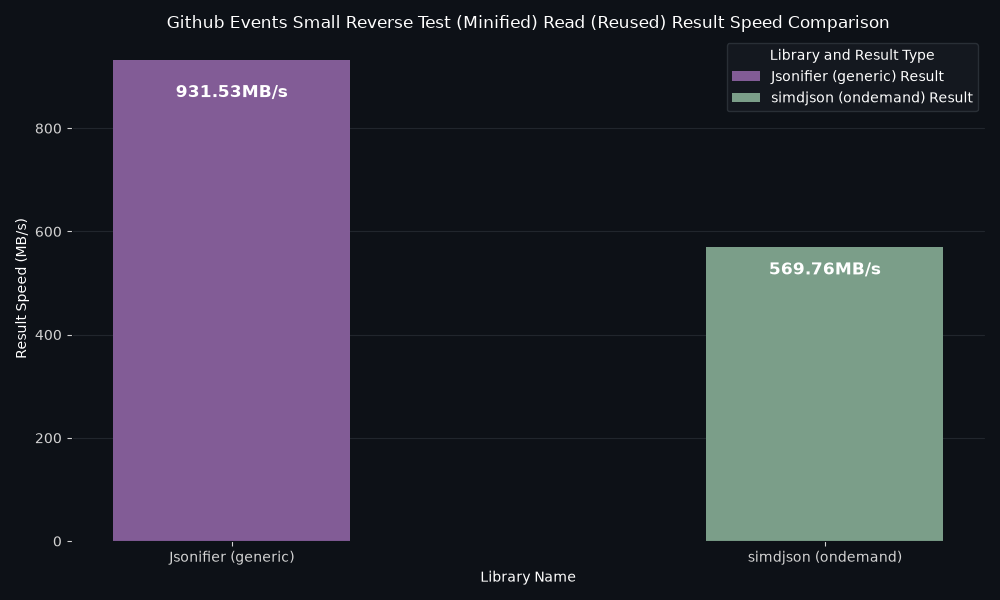 Github Events Small Reverse Test (Minified) Read (Reused) Result Speed Comparison
Library and Result Type
Jsonifier (generic) Result
simdjson (ondemand) Result
931.53MB/s
569.76MB/s
800
600
400
200
0
Result Speed (MB/s)
Jsonifier (generic)
simdjson (ondemand)
Library Name